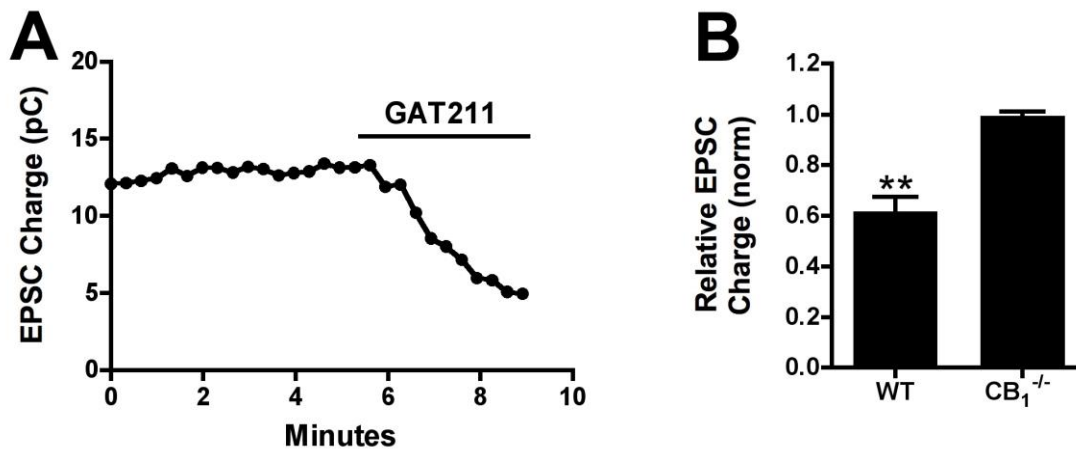 A
EPSC Charge (pC)
20
15
10
5
0
GAT211
0 2 4 6 8 10
Minutes
B
Relative EPSC
Charge (norm)
1.2
1.0
0.8
0.6
0.4
0.2
0.0
**
WT CB₁⁻/⁻